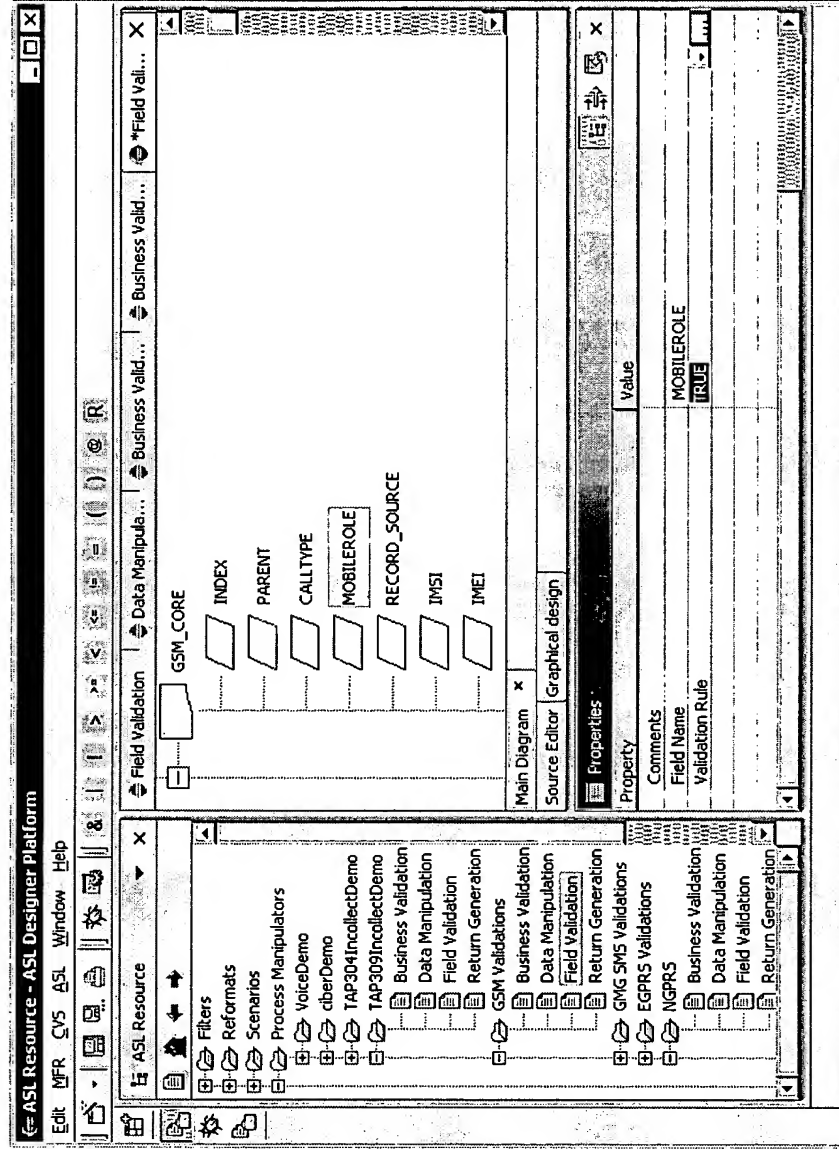 ASL Resource - ASL Designer Platform
Edit MFR CVS ASL Window Help
& | ! > >= < <= != = ( ) @ R
ASL Resource
Filters
Reformats
Scenarios
Process Manipulators
VoiceDemo
ciberDemo
TAP304IncollectDemo
TAP309IncollectDemo
Business Validation
Data Manipulation
Field Validation
Return Generation
GSM Validations
Business Validation
Data Manipulation
Field Validation
Return Generation
GMG SMS Validations
EGPRS Validations
NGPRS
Business Validation
Data Manipulation
Field Validation
Return Generation
Field Validation
Data Manipula...
Business Valid...
Business Valid...
*Field Vali...
GSM_CORE
INDEX
PARENT
CALLTYPE
MOBILEROLE
RECORD_SOURCE
IMSI
IMEI
Main Diagram
Source Editor Graphical design
Properties
Property Value
Comments
Field Name MOBILEROLE
Validation Rule TRUE